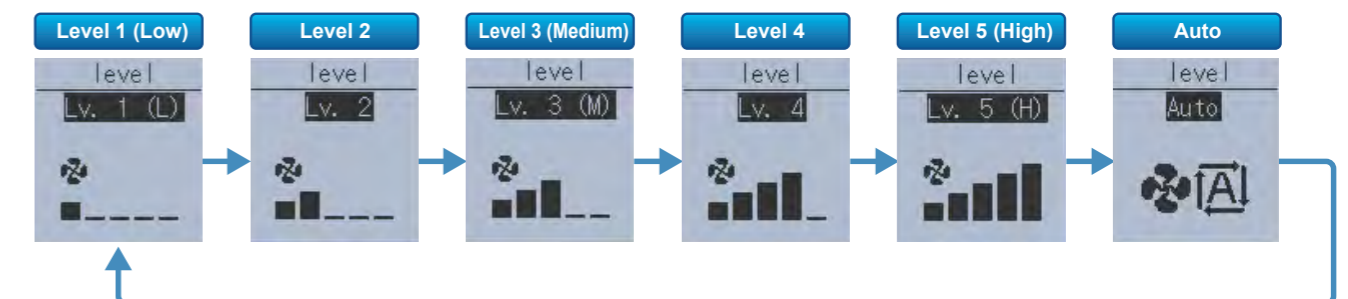 Level 1 (Low)
Level 2
Level 3 (Medium)
Level 4
Level 5 (High)
Auto
level
Lv. 1 (L)
level
Lv. 2
level
Lv. 3 (M)
level
Lv. 4
level
Lv. 5 (H)
level
Auto
A